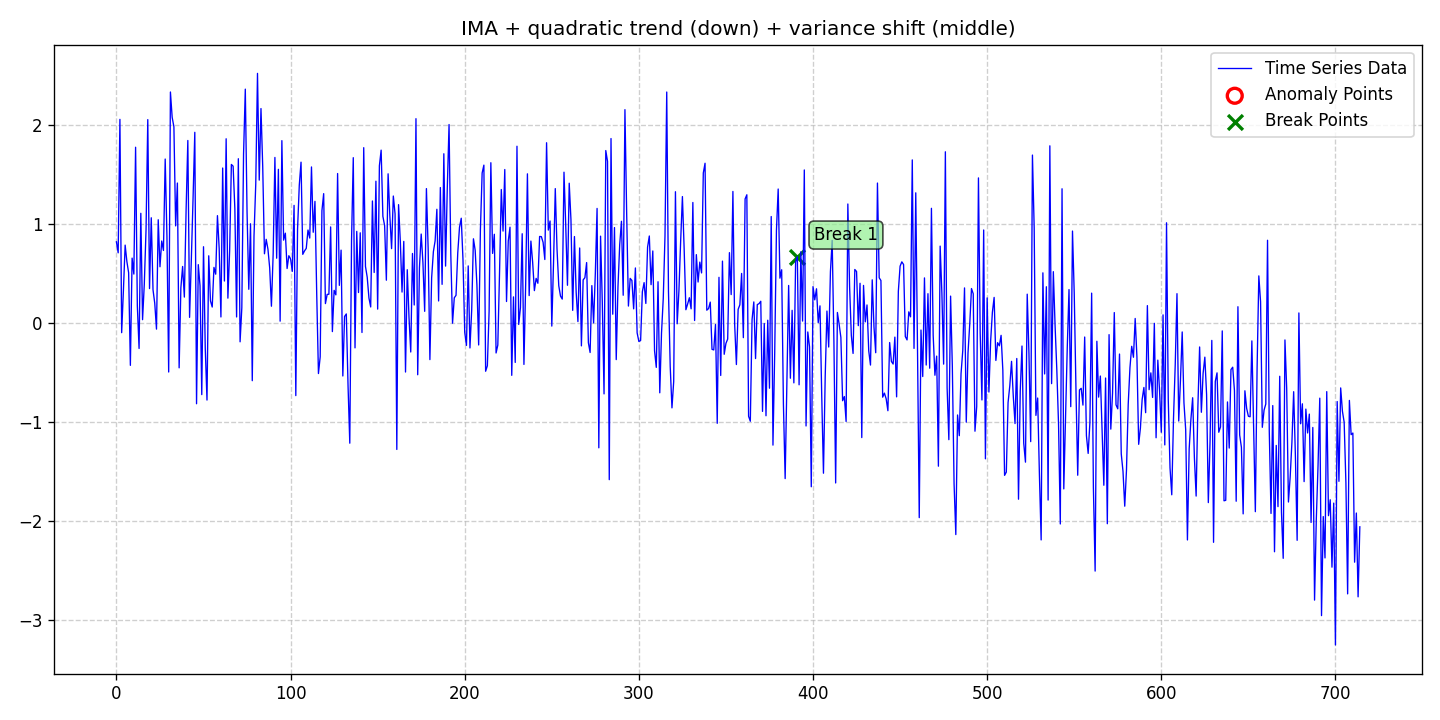 IMA + quadratic trend (down) + variance shift (middle)
Time Series Data
Anomaly Points
Break Points
Break 1
2
1
0
−1
−2
−3
0 100 200 300 400 500 600 700